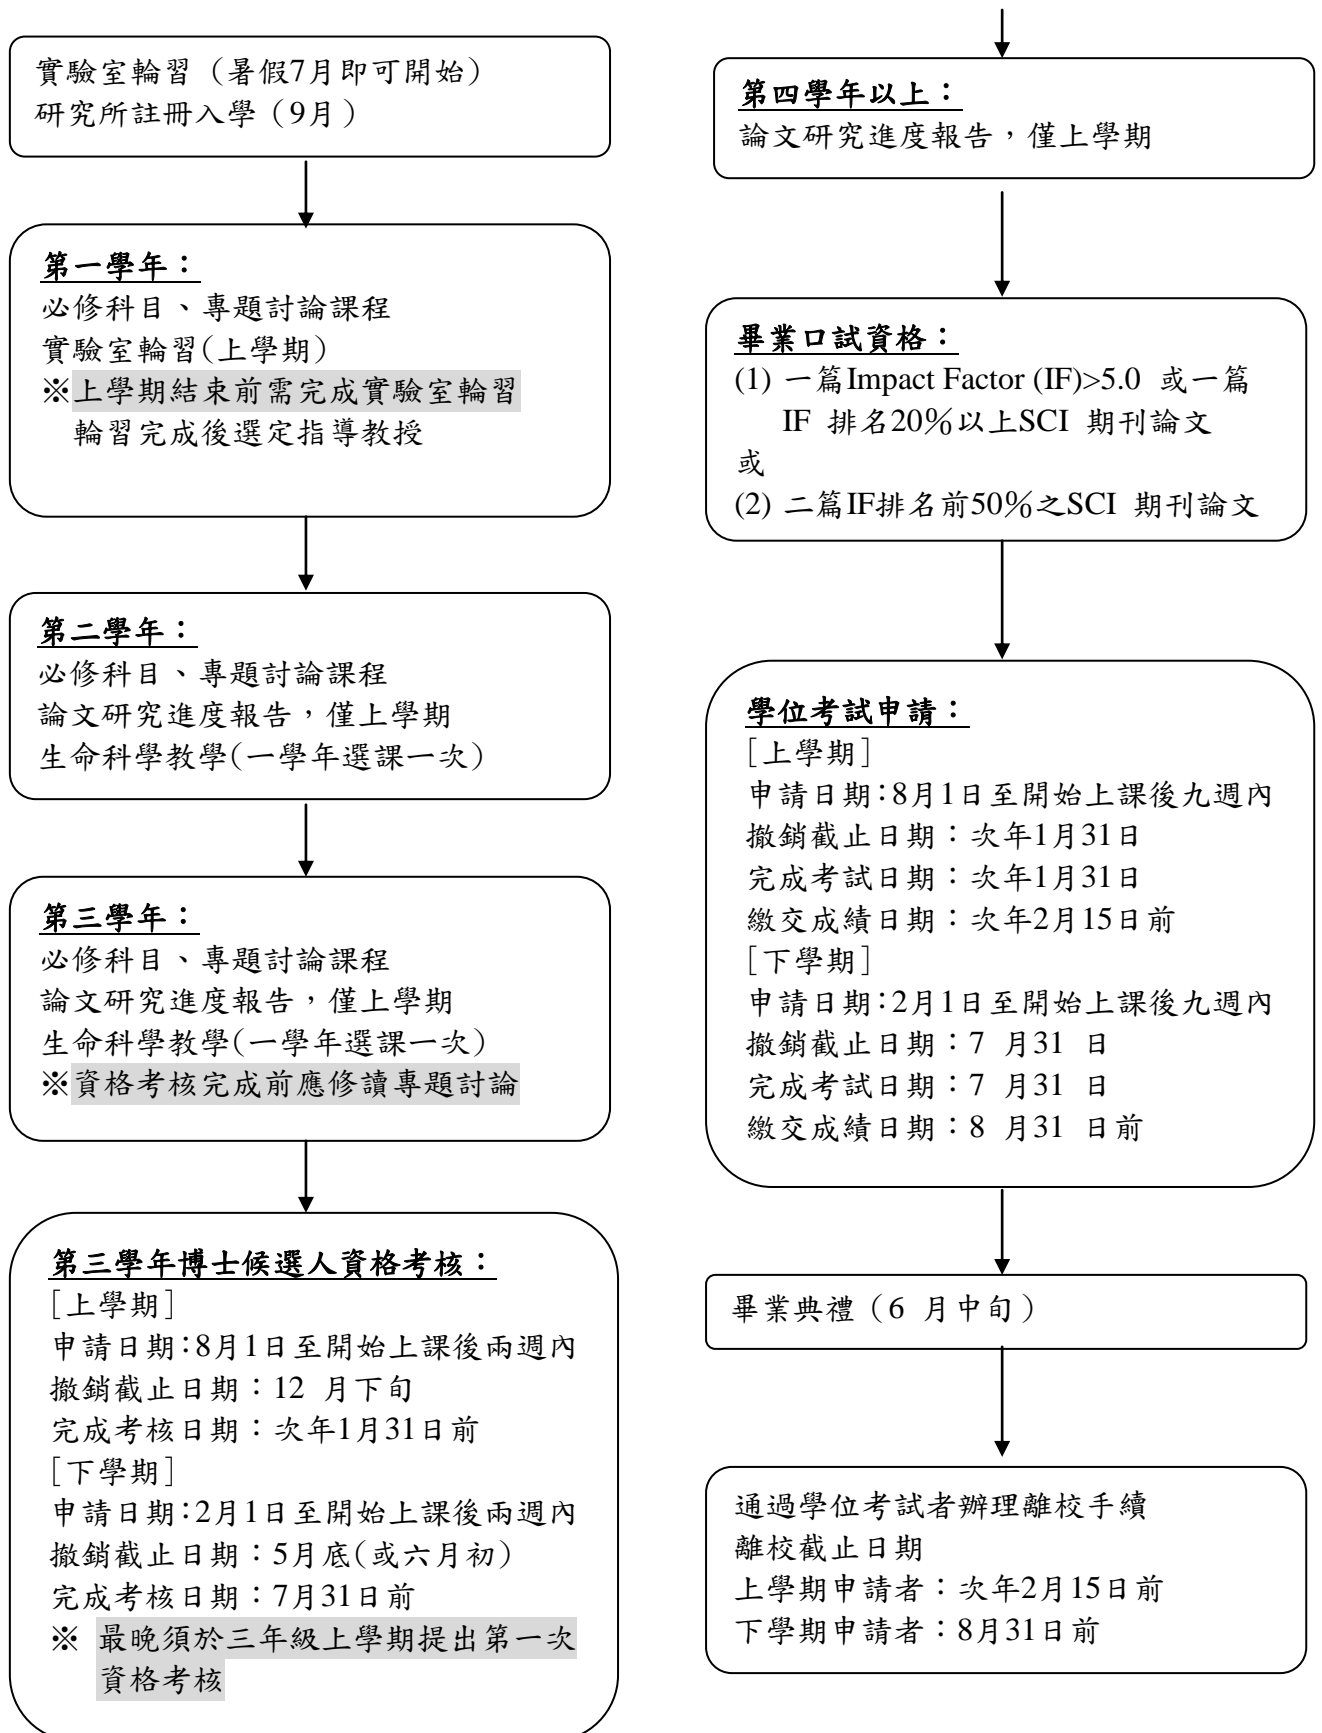 實驗室輪習（暑假7月即可開始）
研究所註冊入學（9月）
第一學年：
必修科目、專題討論課程
實驗室輪習(上學期)
※上學期結束前需完成實驗室輪習
輪習完成後選定指導教授
第二學年：
必修科目、專題討論課程
論文研究進度報告，僅上學期
生命科學教學(一學年選課一次)
第三學年：
必修科目、專題討論課程
論文研究進度報告，僅上學期
生命科學教學(一學年選課一次)
※資格考核完成前應修讀專題討論
第三學年博士候選人資格考核：
[上學期]
申請日期:8月1日至開始上課後兩週內
撤銷截止日期：12 月下旬
完成考核日期：次年1月31日前
[下學期]
申請日期:2月1日至開始上課後兩週內
撤銷截止日期：5月底(或六月初)
完成考核日期：7月31日前
※ 最晚須於三年級上學期提出第一次
資格考核
第四學年以上：
論文研究進度報告，僅上學期
畢業口試資格：
(1) 一篇Impact Factor (IF)>5.0 或一篇
IF 排名20%以上SCI 期刊論文
或
(2) 二篇IF排名前50%之SCI 期刊論文
學位考試申請：
[上學期]
申請日期:8月1日至開始上課後九週內
撤銷截止日期：次年1月31日
完成考試日期：次年1月31日
繳交成績日期：次年2月15日前
[下學期]
申請日期:2月1日至開始上課後九週內
撤銷截止日期：7 月31 日
完成考試日期：7 月31 日
繳交成績日期：8 月31 日前
畢業典禮（6 月中旬）
通過學位考試者辦理離校手續
離校截止日期
上學期申請者：次年2月15日前
下學期申請者：8月31日前